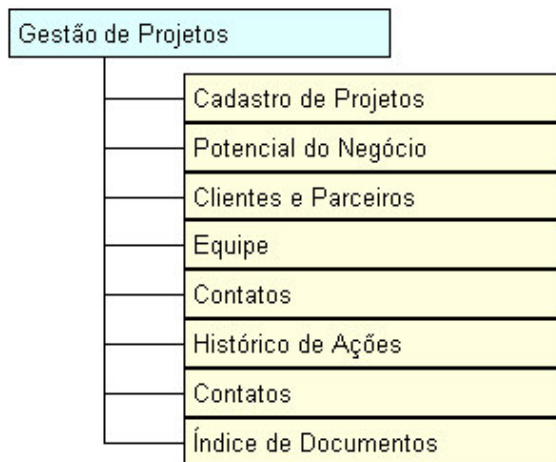 Gestão de Projetos
Cadastro de Projetos
Potencial do Negócio
Clientes e Parceiros
Equipe
Contatos
Histórico de Ações
Contatos
Índice de Documentos